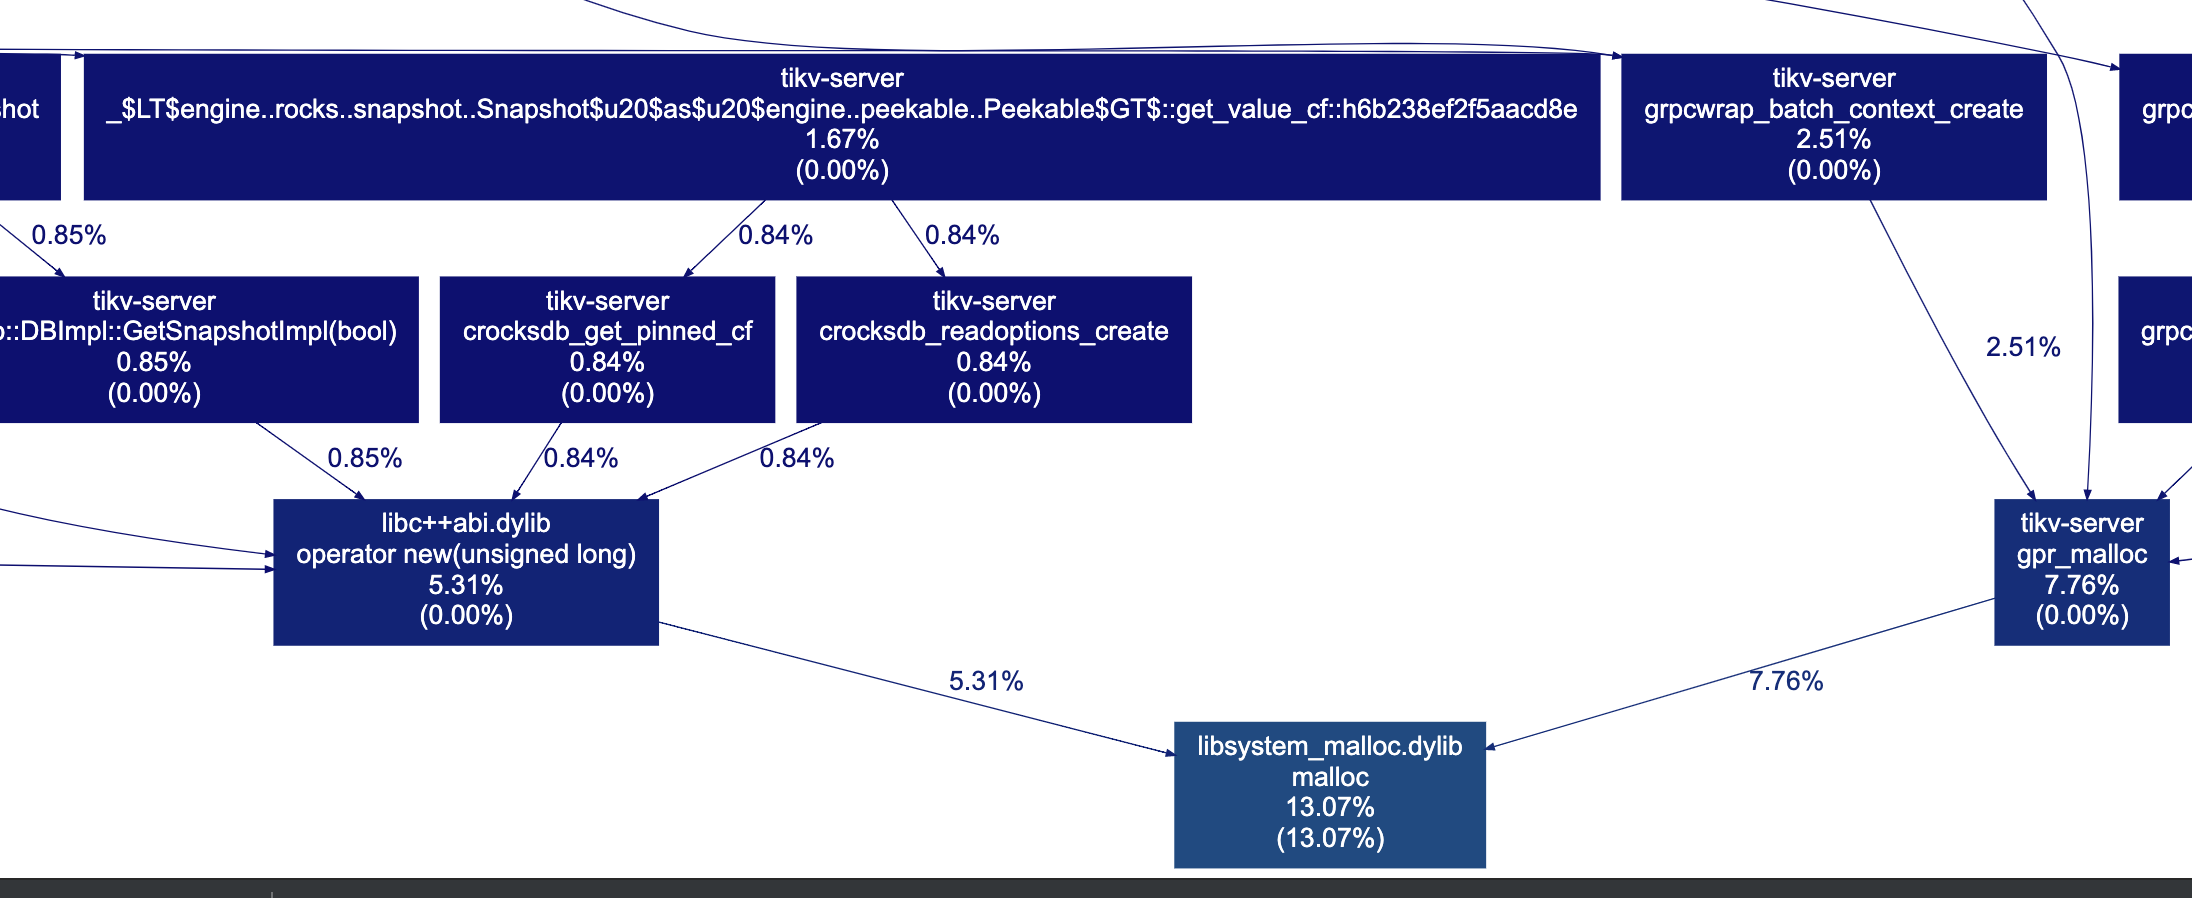 hot
tikv-server
_$LT$engine..rocks..snapshot..Snapshot$u20$as$u20$engine..peekable..Peekable$GT$::get_value_cf::h6b238ef2f5aacd8e
1.67%
(0.00%)
tikv-server
grpcwrap_batch_context_create
2.51%
(0.00%)
grpc
0.85%
0.84%
0.84%
tikv-server
::DBImpl::GetSnapshotImpl(bool)
0.85%
(0.00%)
tikv-server
crocksdb_get_pinned_cf
0.84%
(0.00%)
tikv-server
crocksdb_readoptions_create
0.84%
(0.00%)
2.51%
grpc
0.85%
0.84%
0.84%
libc++abi.dylib
operator new(unsigned long)
5.31%
(0.00%)
tikv-server
gpr_malloc
7.76%
(0.00%)
5.31%
7.76%
libsystem_malloc.dylib
malloc
13.07%
(13.07%)